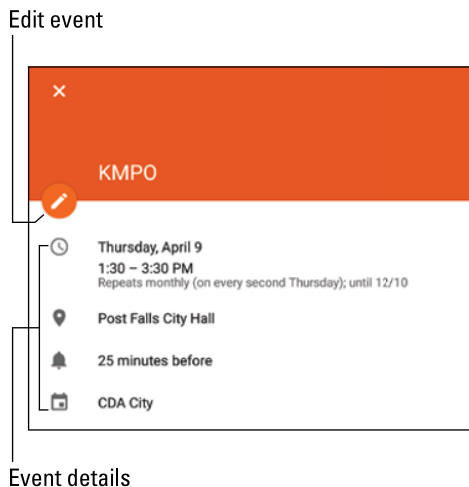 Edit event
KMPO
Thursday, April 9
1:30 – 3:30 PM
Repeats monthly (on every second Thursday); until 12/10
Post Falls City Hall
25 minutes before
CDA City
Event details